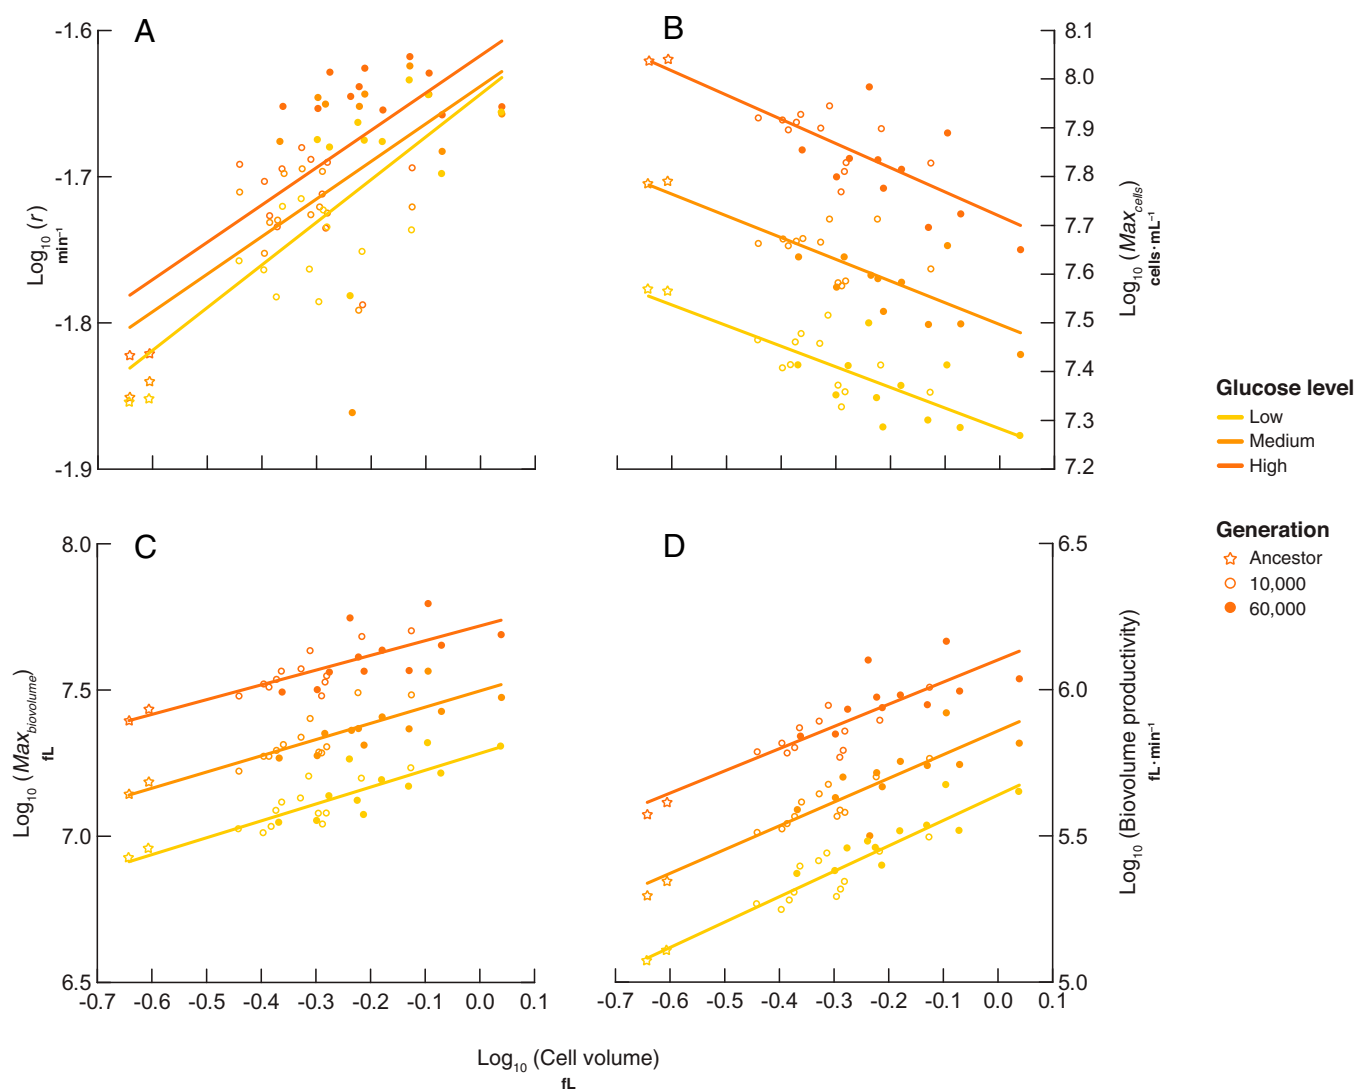 A
-1.6
-1.7
-1.8
-1.9
Log10 (r)
min–1
B
8.1
8.0
7.9
7.8
7.7
7.6
7.5
7.4
7.3
7.2
Log10 (Maxcells)
cells·mL–1
Glucose level
Low
Medium
High
Generation
Ancestor
10,000
60,000
C
8.0
7.5
7.0
6.5
Log10 (Maxbiovolume)
fL
-0.7 -0.6 -0.5 -0.4 -0.3 -0.2 -0.1 0.0 0.1
D
6.5
6.0
5.5
5.0
Log10 (Biovolume productivity)
fL·min–1
-0.7 -0.6 -0.5 -0.4 -0.3 -0.2 -0.1 0.0 0.1
Log10 (Cell volume)
fL